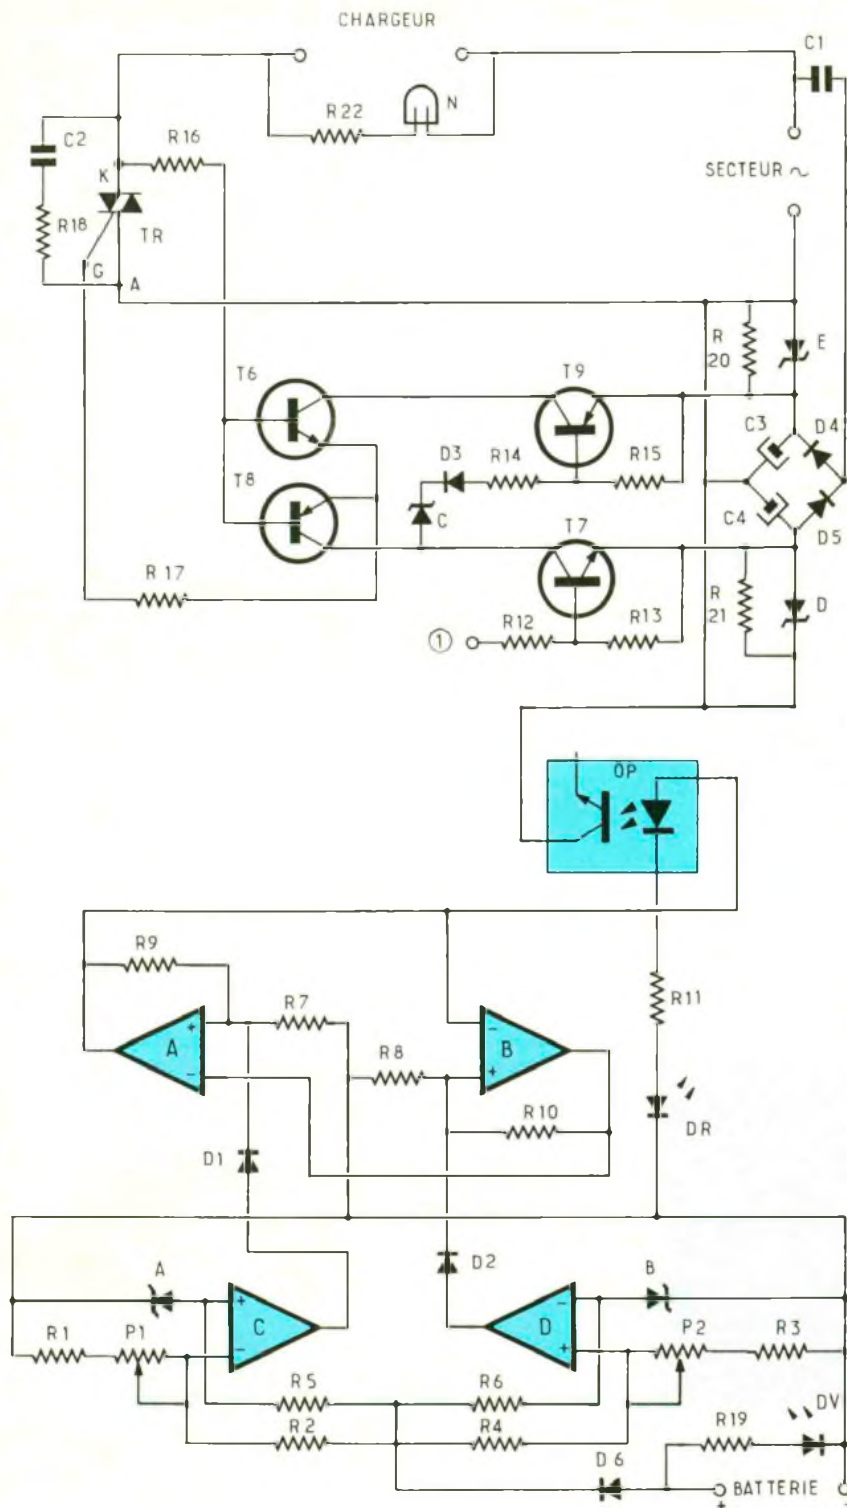 CHARGEUR
C1
R22
N
C2
R16
K
SECTEUR ~
R18
TR
G
A
R 20
E
T6
T9
C3
D4
D3
R14
R15
T8
C
C4
T7
D5
R 17
R 21
D
R12
R13
①
OP
R9
R7
R11
+
A
-
R8
-
B
+
R10
DR
D1
A
D2
B
+
C
-
-
D
+
R1
P1
P2
R3
R5
R6
R2
R4
DV
R19
D6
BATTERIE
+
-